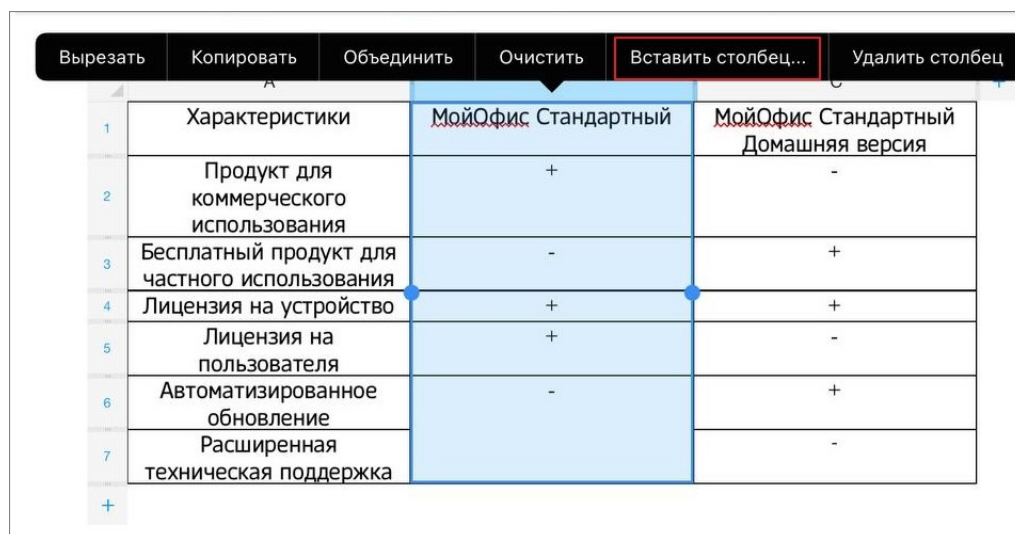 Вырезать Копировать Объединить Очистить Вставить столбец... Удалить столбец
A C +
1 Характеристики МойОфис Стандартный МойОфис Стандартный
Домашняя версия
2 Продукт для + -
коммерческого
использования
3 Бесплатный продукт для - +
частного использования
4 Лицензия на устройство + +
5 Лицензия на + -
пользователя
6 Автоматизированное - +
обновление
7 Расширенная -
техническая поддержка
+